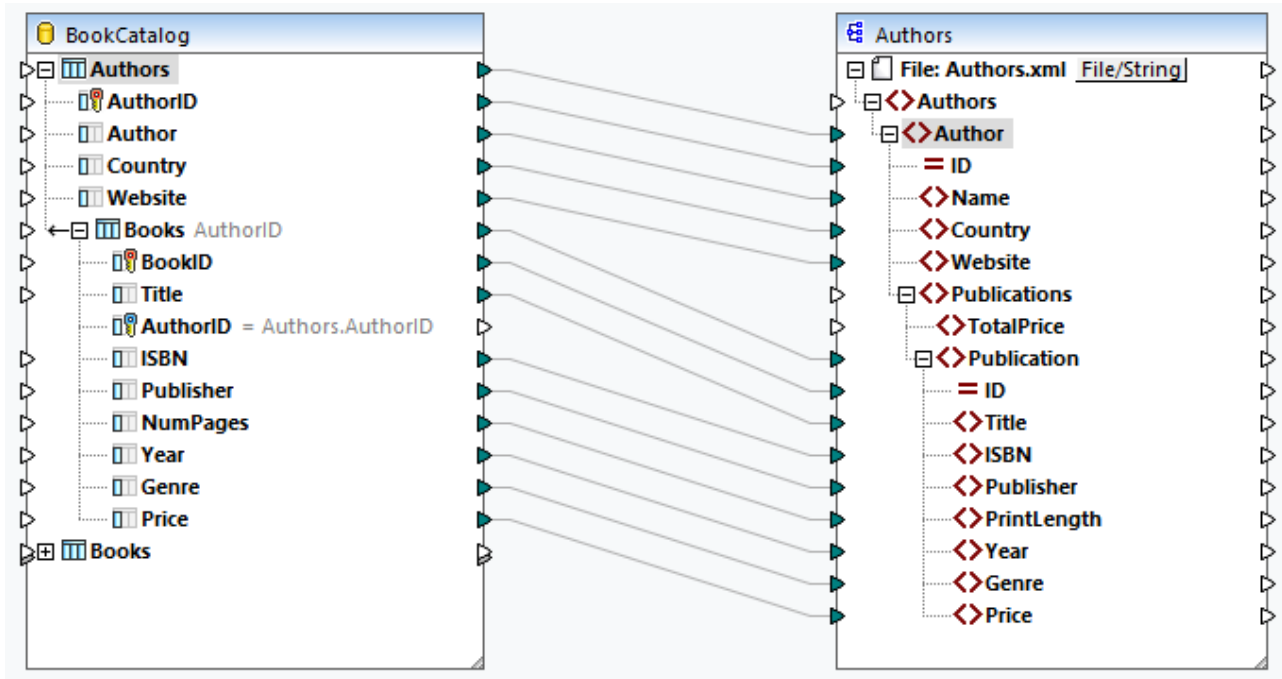 BookCatalog
Authors
AuthorID
Author
Country
Website
Books AuthorID
BookID
Title
AuthorID = Authors.AuthorID
ISBN
Publisher
NumPages
Year
Genre
Price
Books
Authors
File: Authors.xml File/String
Authors
Author
= ID
Name
Country
Website
Publications
TotalPrice
Publication
= ID
Title
ISBN
Publisher
PrintLength
Year
Genre
Price